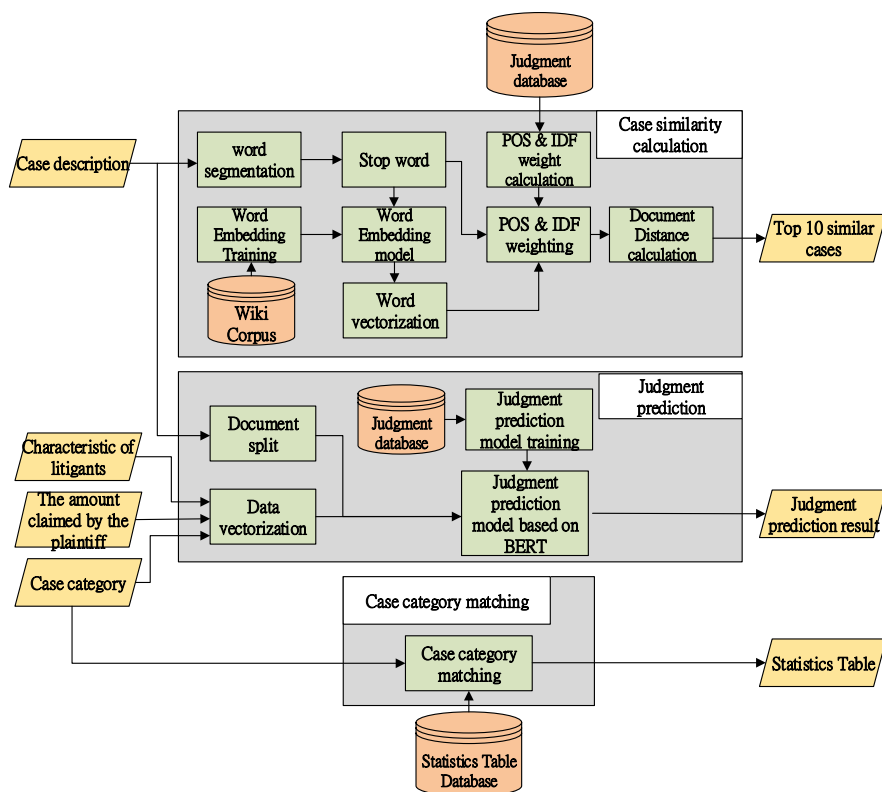 Judgment
database
Case similarity
calculation
Case description
word
segmentation
Stop word
POS & IDF
weight
calculation
Word
Embedding
Training
Word
Embedding
model
POS & IDF
weighting
Document
Distance
calculation
Top 10 similar
cases
Wiki
Corpus
Word
vectorization
Judgment
prediction
Judgment
database
Judgment
prediction
model training
Document
split
Characteristic of
litigants
The amount
claimed by the
plaintiff
Data
vectorization
Judgment
prediction
model based on
BERT
Judgment
prediction result
Case category
Case category matching
Case category
matching
Statistics Table
Statistics Table
Database